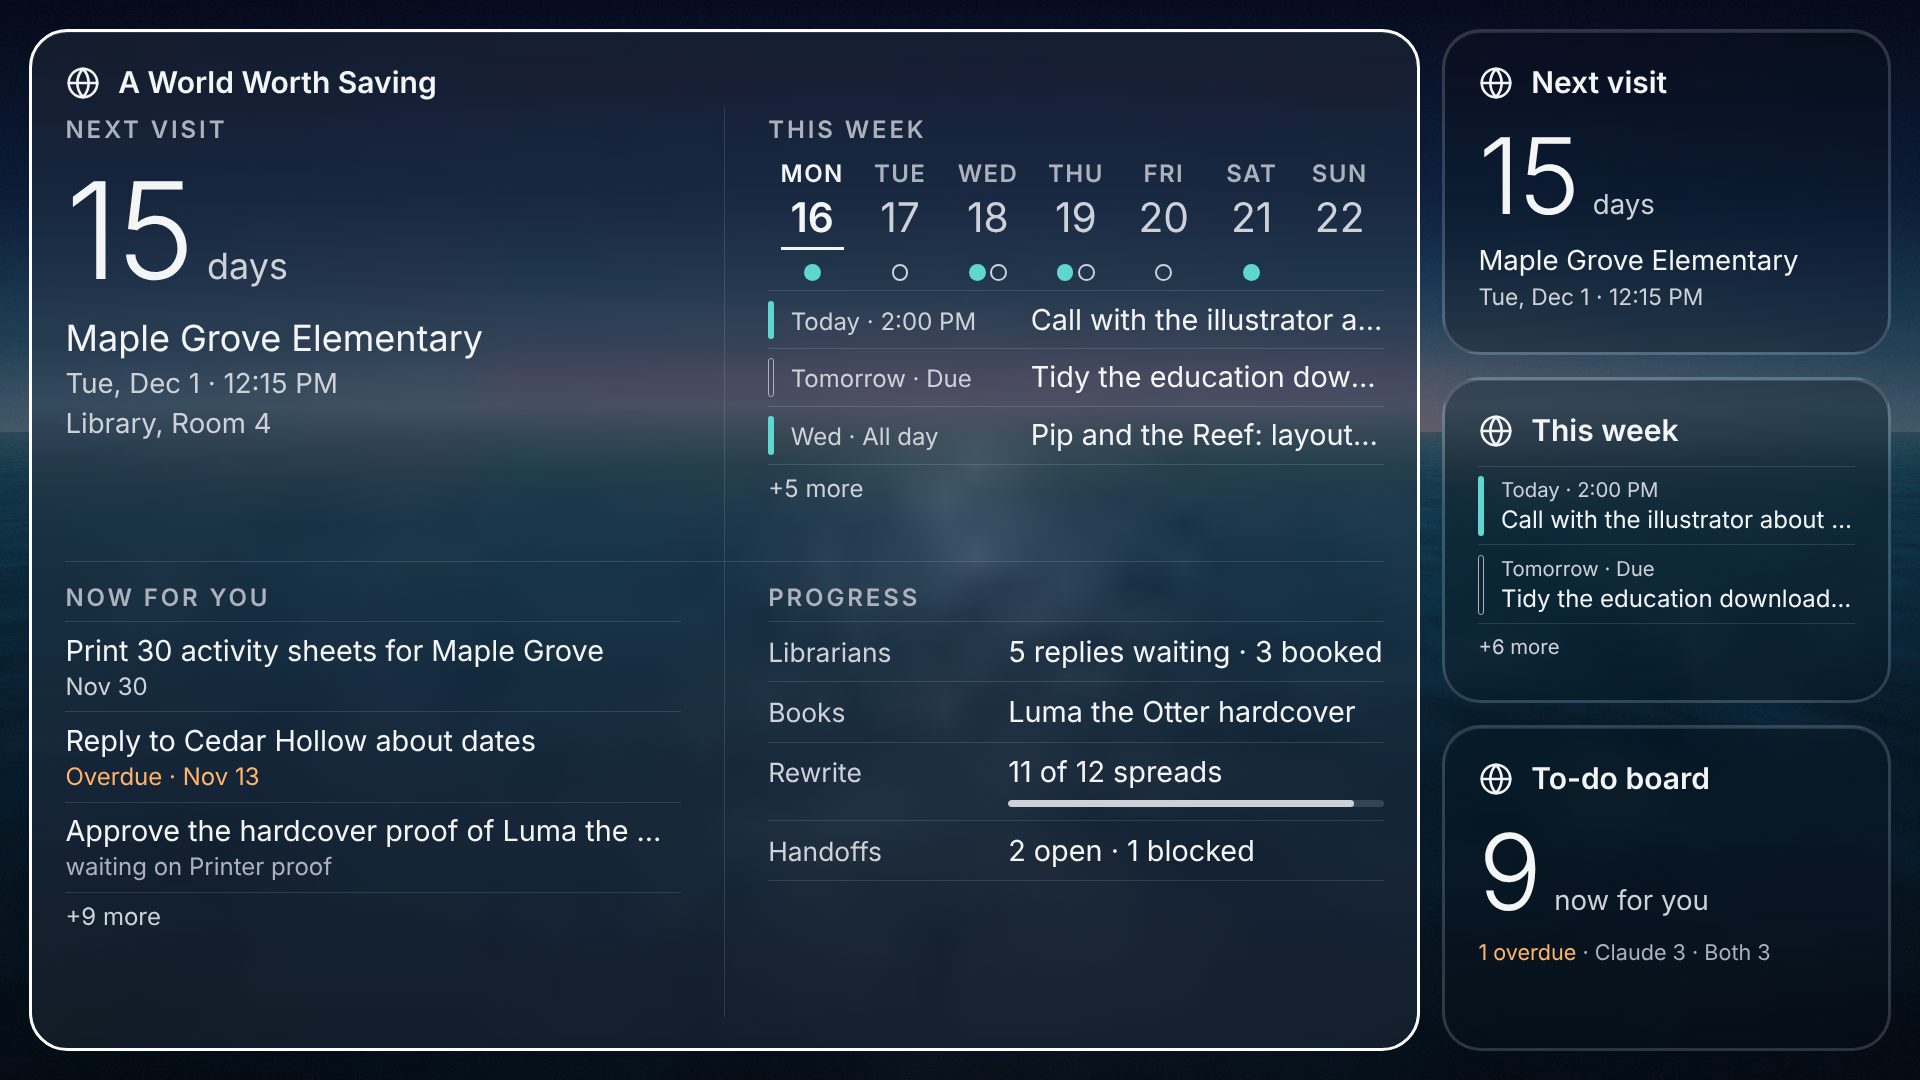 A World Worth Saving
NEXT VISIT
15 days
Maple Grove Elementary
Tue, Dec 1 · 12:15 PM
Library, Room 4
THIS WEEK
MON TUE WED THU FRI SAT SUN
16 17 18 19 20 21 22
Today · 2:00 PM Call with the illustrator a...
Tomorrow · Due Tidy the education dow...
Wed · All day Pip and the Reef: layout...
+5 more
NOW FOR YOU
Print 30 activity sheets for Maple Grove
Nov 30
Reply to Cedar Hollow about dates
Overdue · Nov 13
Approve the hardcover proof of Luma the ...
waiting on Printer proof
+9 more
PROGRESS
Librarians 5 replies waiting · 3 booked
Books Luma the Otter hardcover
Rewrite 11 of 12 spreads
Handoffs 2 open · 1 blocked
Next visit
15 days
Maple Grove Elementary
Tue, Dec 1 · 12:15 PM
This week
Today · 2:00 PM
Call with the illustrator about ...
Tomorrow · Due
Tidy the education download...
+6 more
To-do board
9 now for you
1 overdue · Claude 3 · Both 3